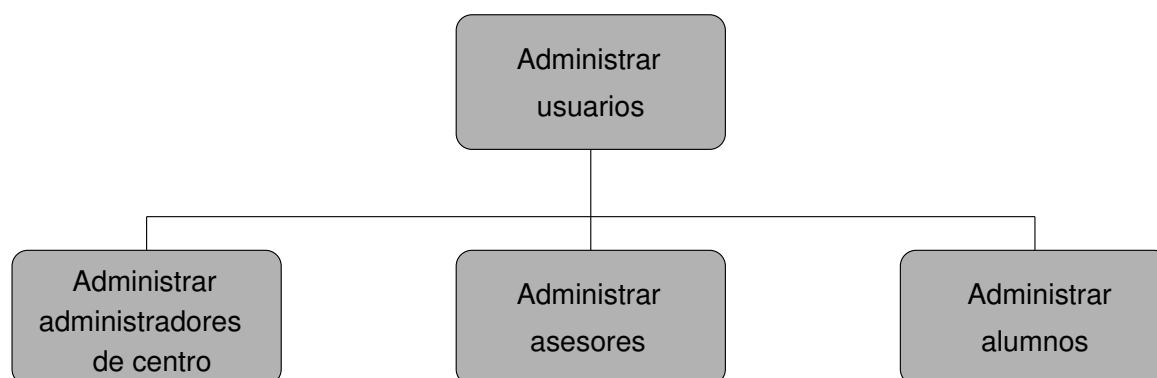 Administrar
usuarios
Administrar
administradores
de centro
Administrar
asesores
Administrar
alumnos